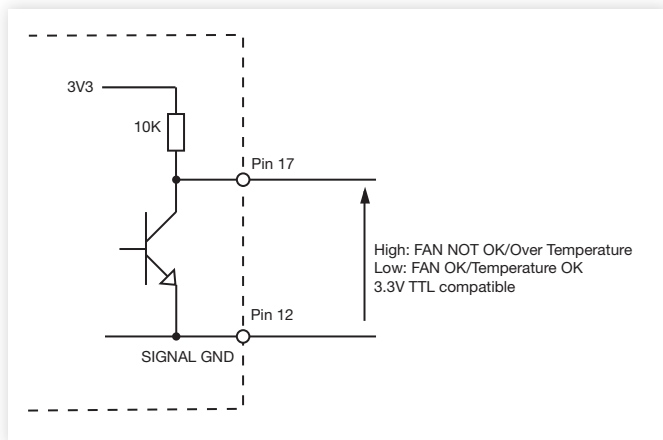 3V3
10K
Pin 17
High: FAN NOT OK/Over Temperature
Low: FAN OK/Temperature OK
3.3V TTL compatible
Pin 12
SIGNAL GND